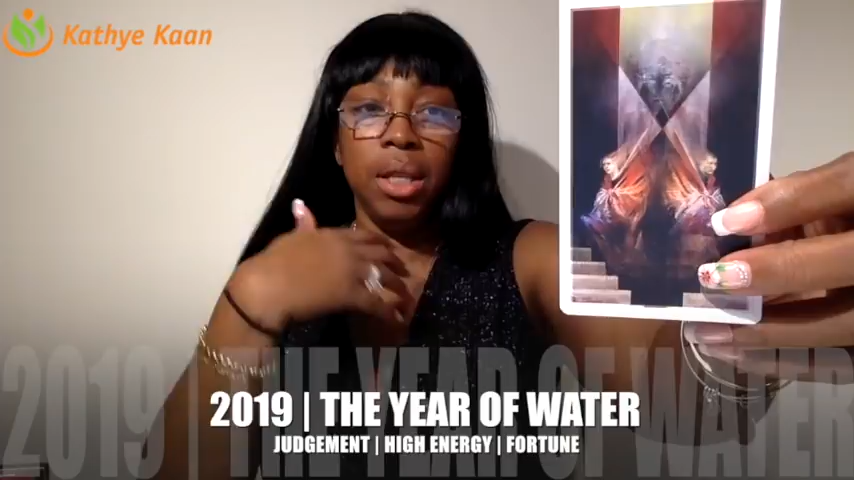 Kathye Kaan
2019 | THE YEAR OF WATER
2019 | THE YEAR OF WATER
JUDGEMENT | HIGH ENERGY | FORTUNE